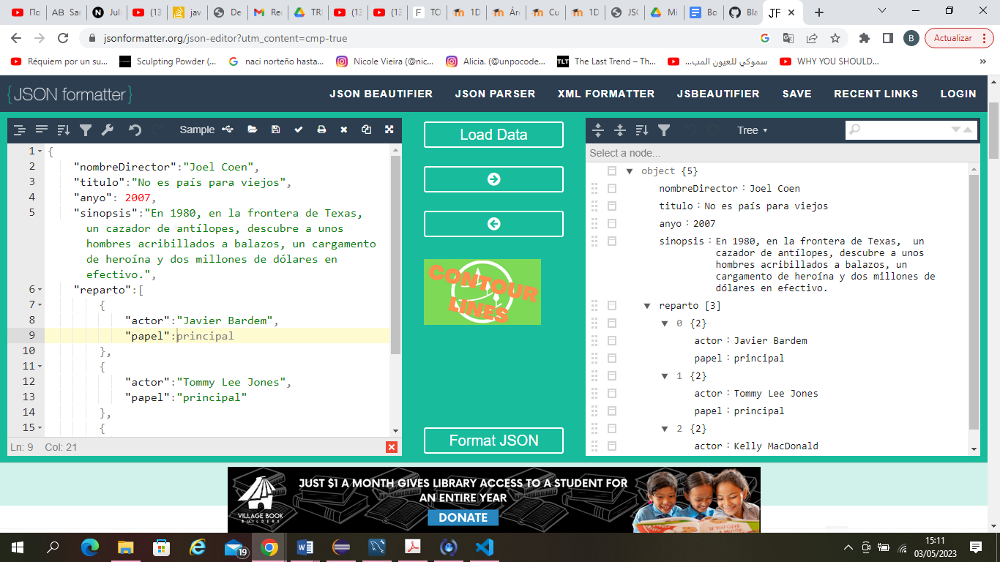 По
AB Sar
Juli
(13
jav
De
Rec
TRI
(13
(13
TO
1D
Áro
Cu
1D
JSO
Mi
Bo
Bla
JF
jsonformatter.org/json-editor?utm_content=cmp-true
B
Actualizar
Réquiem por un su...
Sculpting Powder (...
naci norteño hasta...
Nicole Vieira (@nic...
Alicia. (@unpocode...
TLT The Last Trend – Th...
سموكي للعيون المب...
WHY YOU SHOULD...
»
{JSON formatter}
JSON BEAUTIFIER
JSON PARSER
XML FORMATTER
JSBEAUTIFIER
SAVE
RECENT LINKS
LOGIN
Sample
1 {
2 "nombreDirector":"Joel Coen",
3 "titulo":"No es país para viejos",
4 "anyo": 2007,
5 "sinopsis":"En 1980, en la frontera de Texas,
un cazador de antílopes, descubre a unos
hombres acribillados a balazos, un cargamento
de heroína y dos millones de dólares en
efectivo.",
6 "reparto":[
7 {
8 "actor":"Javier Bardem",
9 "papel":principal
10 },
11 {
12 "actor":"Tommy Lee Jones",
13 "papel":"principal"
14 },
15 {
Ln: 9 Col: 21
Load Data
CONTOUR
LINES
Format JSON
Tree
Select a node...
object {5}
nombreDirector : Joel Coen
titulo : No es país para viejos
anyo : 2007
sinopsis : En 1980, en la frontera de Texas, un
cazador de antílopes, descubre a unos
hombres acribillados a balazos, un
cargamento de heroína y dos millones de
dólares en efectivo.
reparto [3]
0 {2}
actor : Javier Bardem
papel : principal
1 {2}
actor : Tommy Lee Jones
papel : principal
2 {2}
actor : Kelly MacDonald
VILLAGE BOOK
BUILDERS
JUST $1 A MONTH GIVES LIBRARY ACCESS TO A STUDENT FOR
AN ENTIRE YEAR
DONATE
19
15:11
03/05/2023